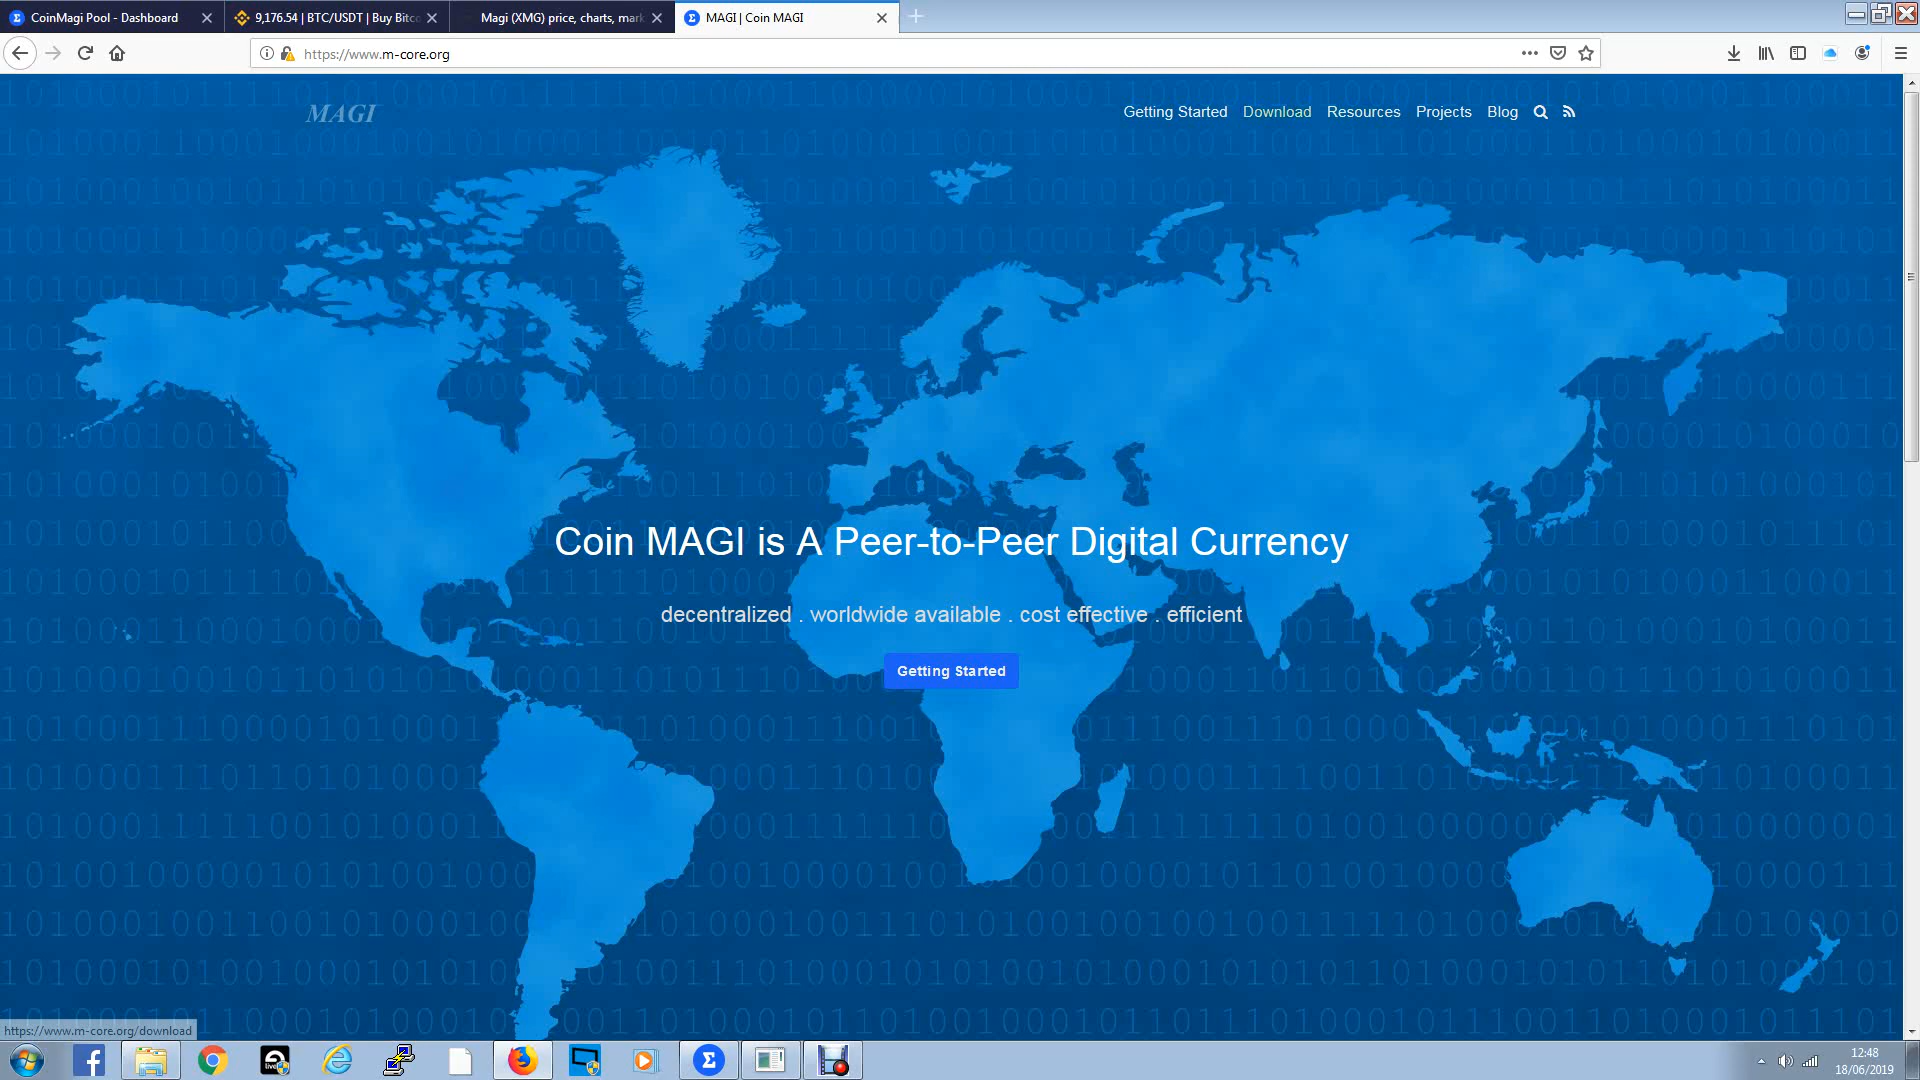 CoinMagi Pool - Dashboard
9,176.54 | BTC/USDT | Buy Bitco
Magi (XMG) price, charts, mark
MAGI | Coin MAGI
https://www.m-core.org
MAGI
Getting Started Download Resources Projects Blog
Coin MAGI is A Peer-to-Peer Digital Currency
decentralized . worldwide available . cost effective . efficient
Getting Started
https://www.m-core.org/download
live
12:48
18/06/2019